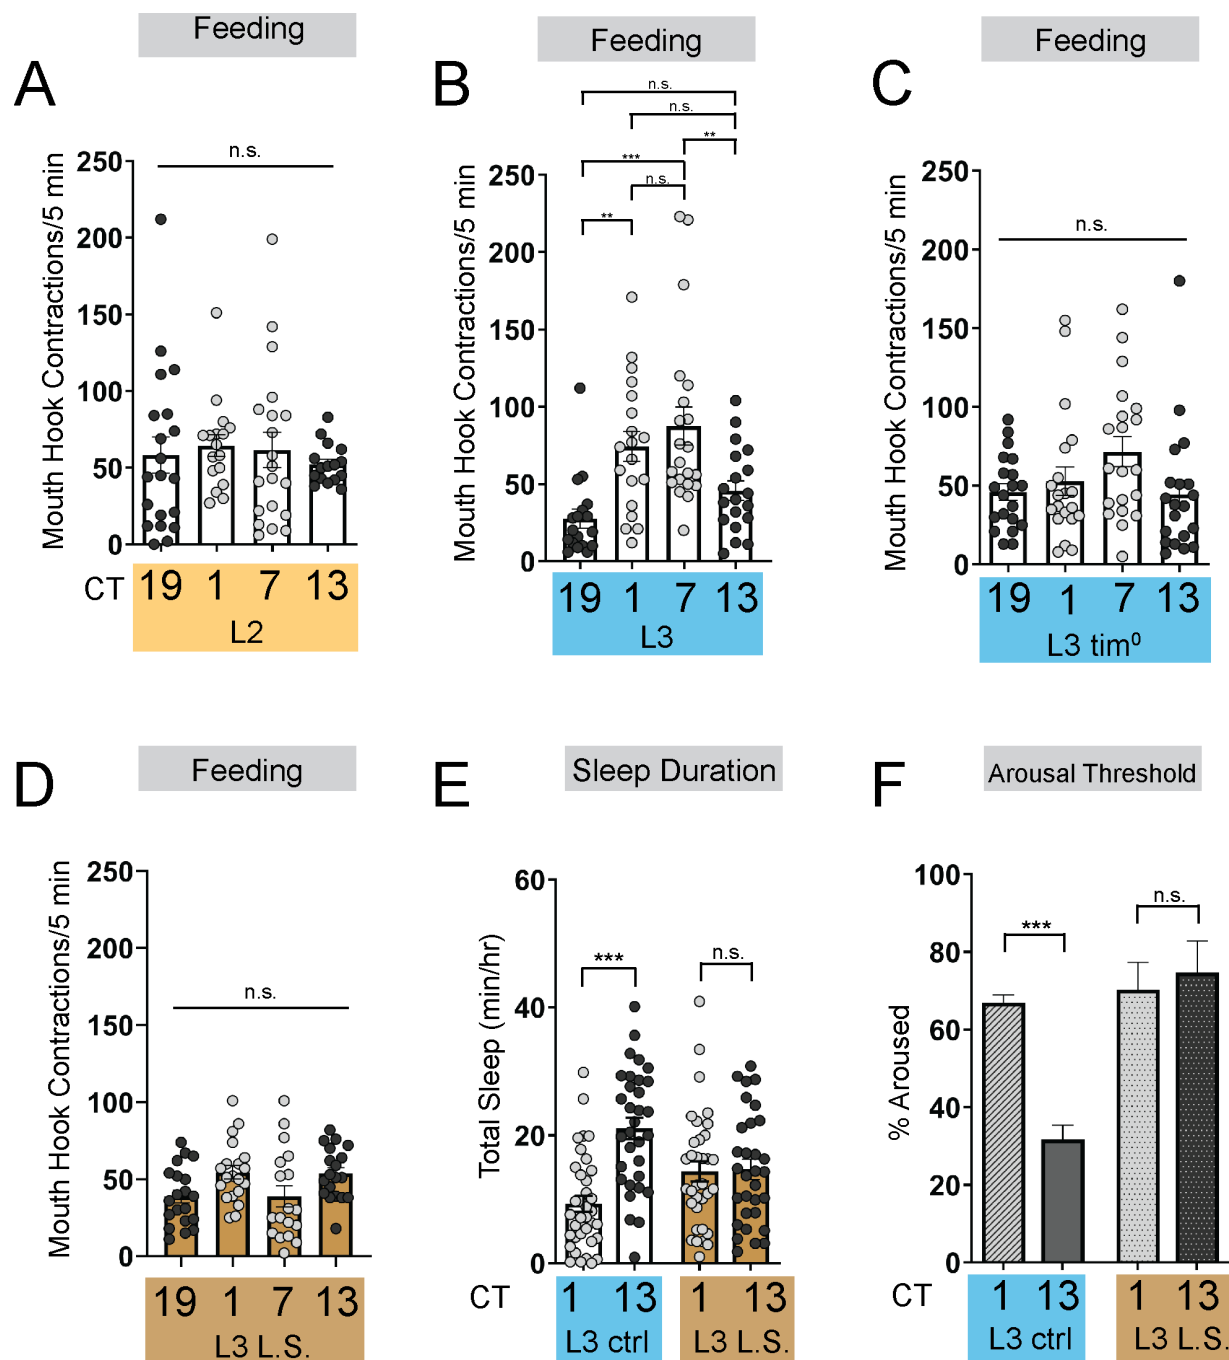 Feeding
A
Mouth Hook Contractions/5 min
250
200
150
100
50
0
n.s.
CT
19 1 7 13
L2
Feeding
B
Mouth Hook Contractions/5 min
250
200
150
100
50
0
n.s.
n.s.
**
***
n.s.
**
19 1 7 13
L3
Feeding
C
Mouth Hook Contractions/5 min
250
200
150
100
50
0
n.s.
19 1 7 13
L3 tim⁰
Feeding
D
Mouth Hook Contractions/5 min
250
200
150
100
50
0
n.s.
19 1 7 13
L3 L.S.
Sleep Duration
E
Total Sleep (min/hr)
60
40
20
0
***
n.s.
CT
1 13 1 13
L3 ctrl L3 L.S.
Arousal Threshold
F
% Aroused
100
80
60
40
20
0
***
n.s.
CT
1 13 1 13
L3 ctrl L3 L.S.